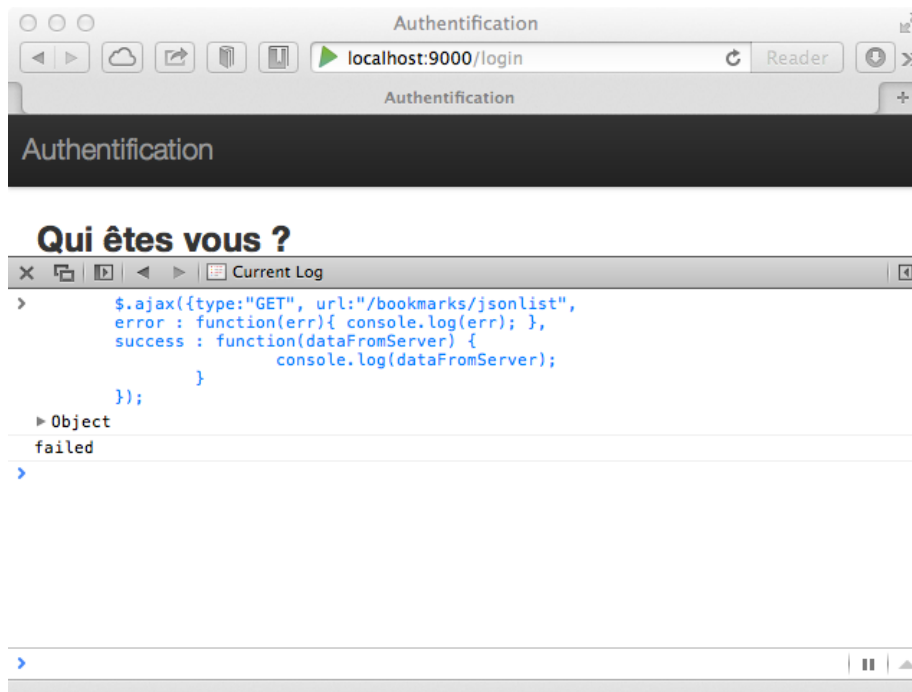 Authentification
localhost:9000/login
Reader
Authentification
Authentification
Qui êtes vous ?
Current Log
$.ajax({type:"GET", url:"/bookmarks/jsonlist",
error : function(err){ console.log(err); },
success : function(dataFromServer) {
console.log(dataFromServer);
}
});
Object
failed